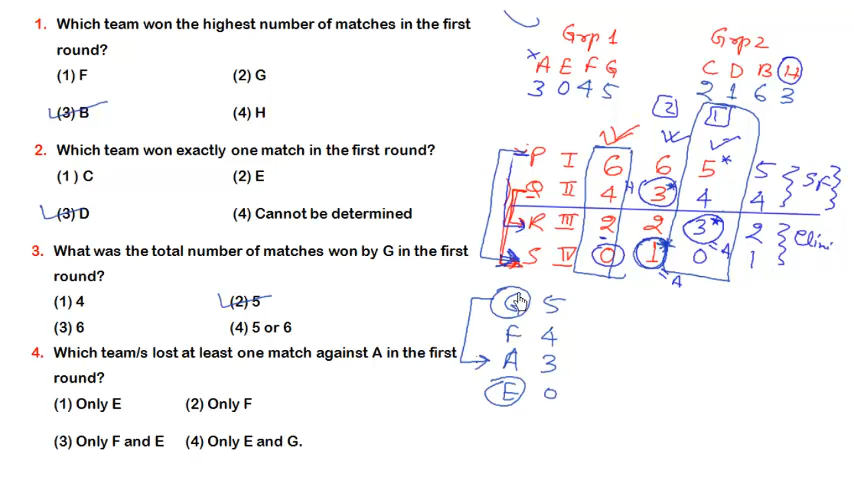 1. Which team won the highest number of matches in the first
round?
(1) F (2) G
(3) B (4) H
2. Which team won exactly one match in the first round?
(1 ) C (2) E
(3) D (4) Cannot be determined
3. What was the total number of matches won by G in the first
round?
(1) 4 (2) 5
(3) 6 (4) 5 or 6
4. Which team/s lost at least one match against A in the first
round?
(1) Only E (2) Only F
(3) Only F and E (4) Only E and G.
Grp 1 Grp 2
A E F G C D B H
3 0 4 5 2 1 6 3
2 1
P I 6 6 5* 5
Q II 4 3* 4 4
SF
R III 2 2 3* 2
S IV 0 1* 0 1
Elimi
A A
G 5
F 4
A 3
E 0